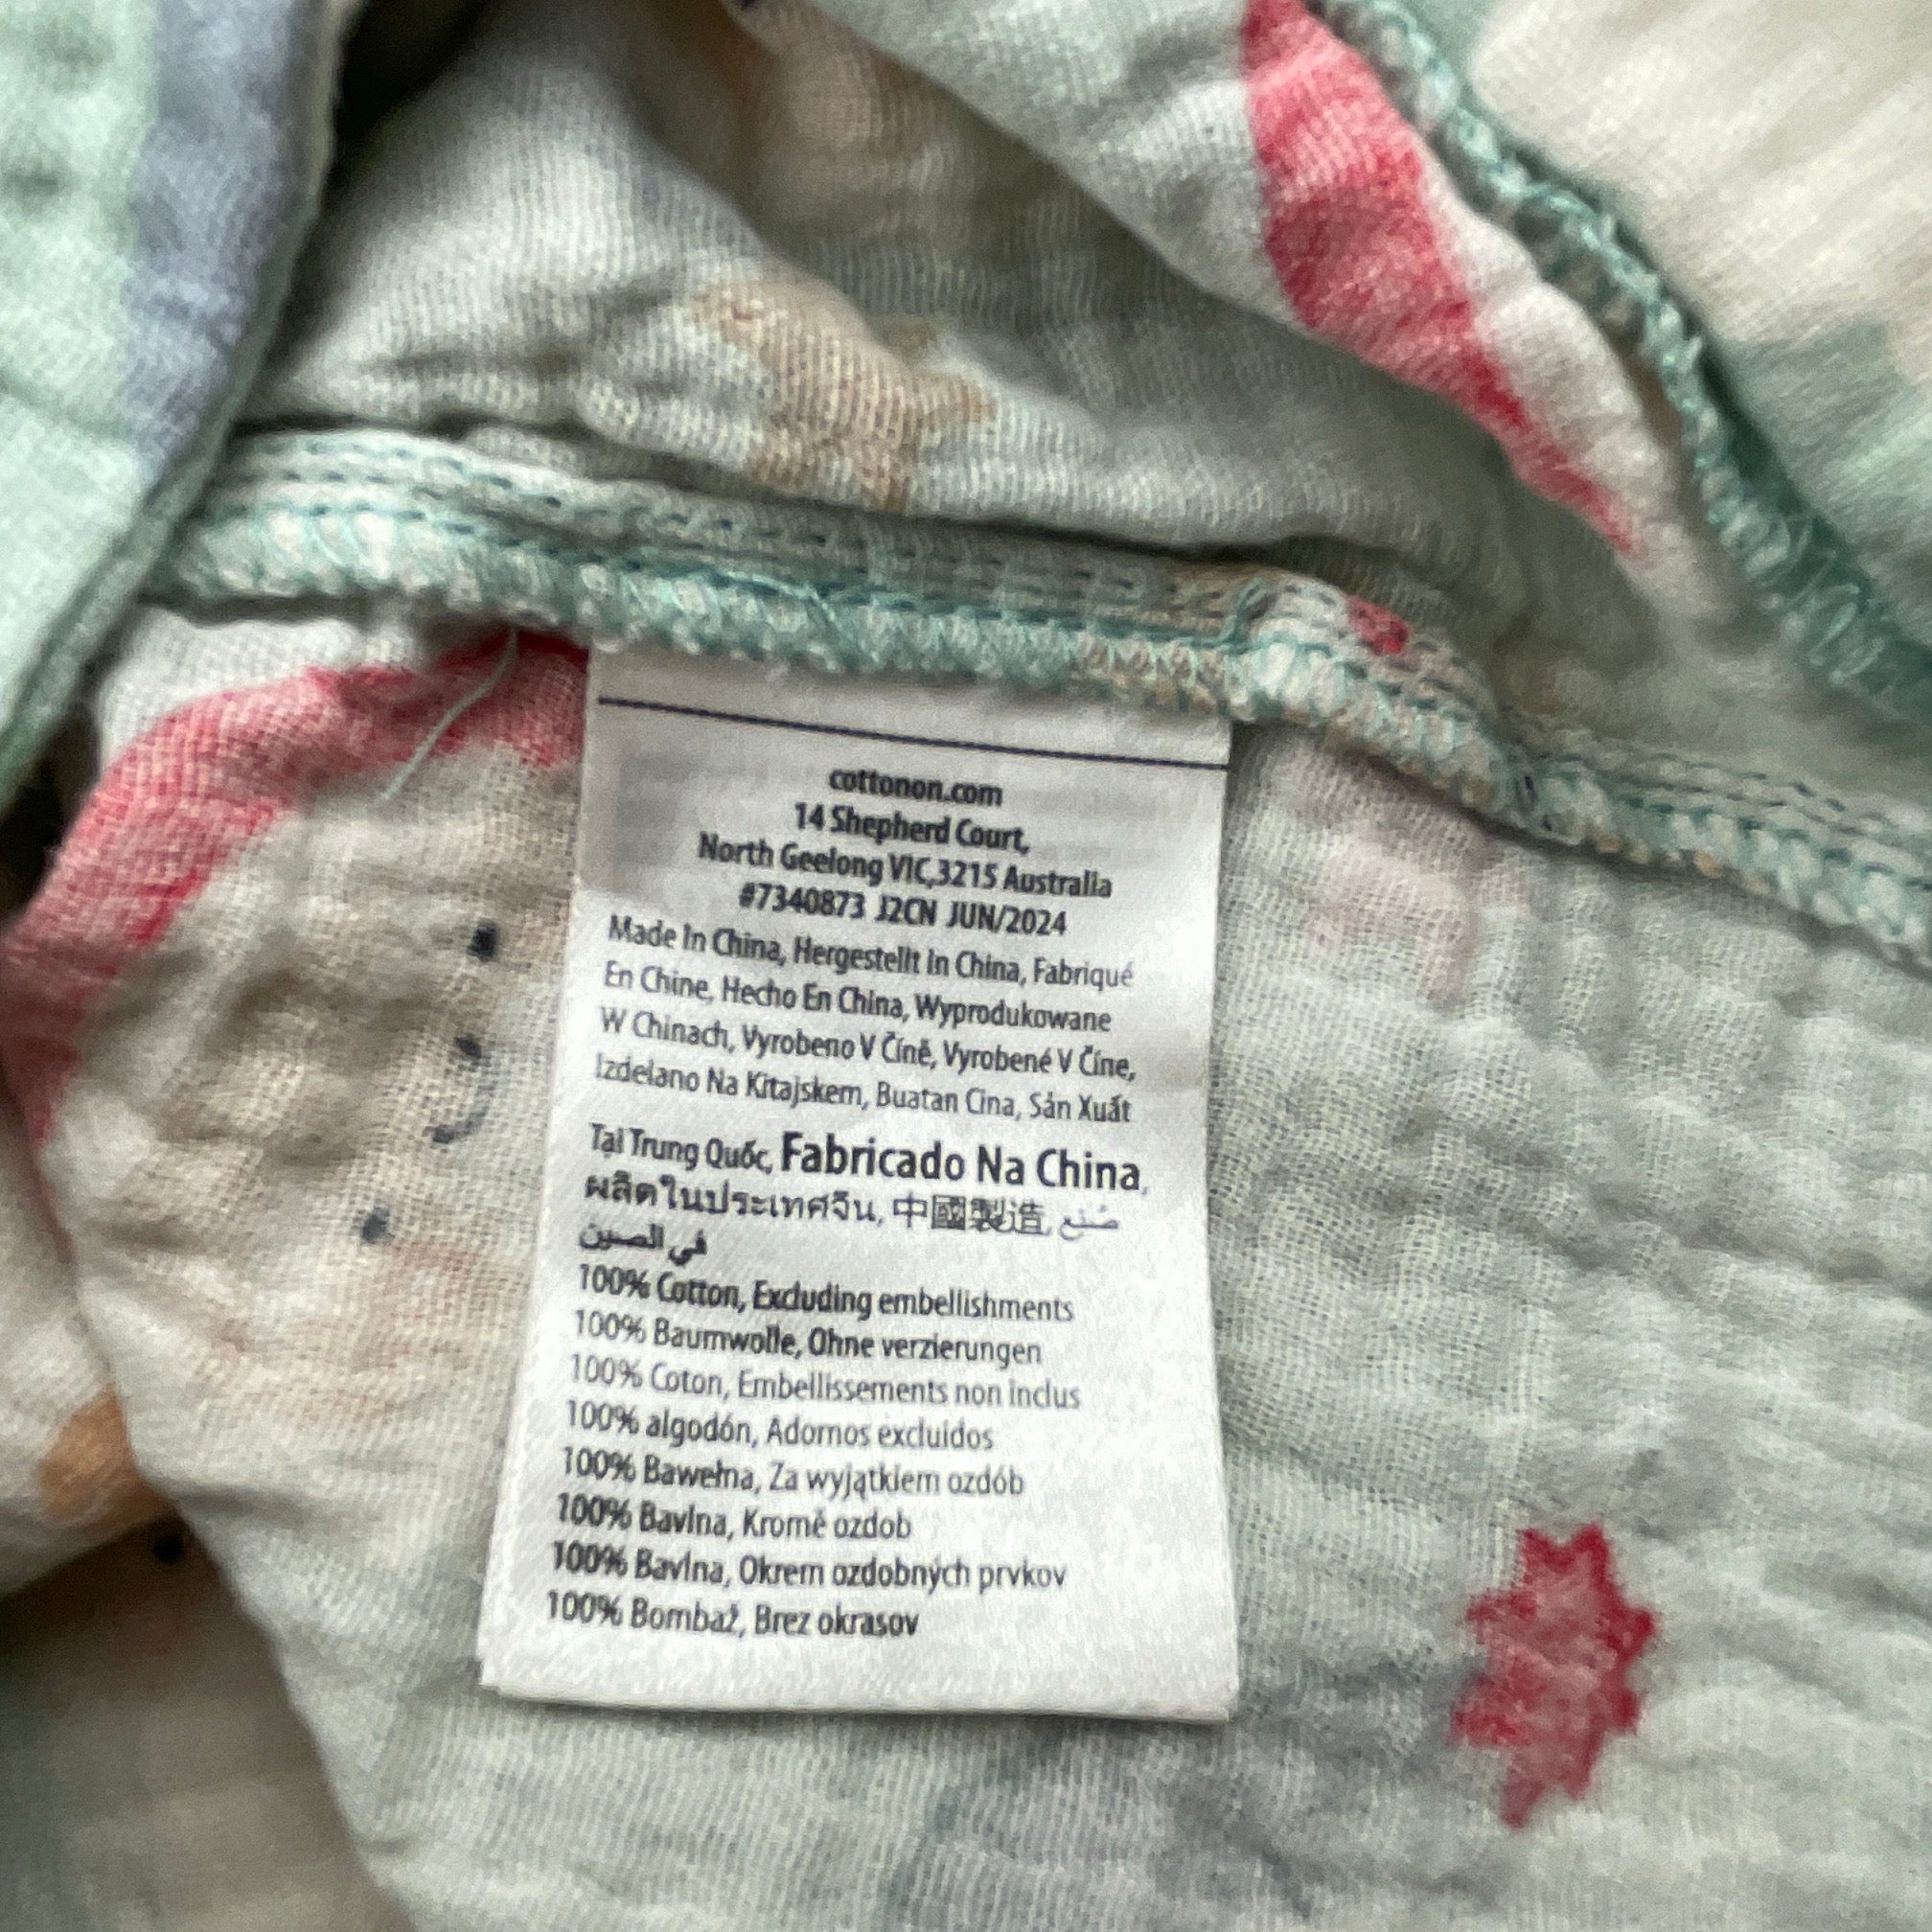 cottonon.com
14 Shepherd Court,
North Geelong VIC,3215 Australia
#7340873 J2CN JUN/2024
Made In China, Hergestellt In China, Fabriqué
En Chine, Hecho En China, Wyprodukowane
W Chinach, Vyrobeno V Číně, Vyrobené V Číne,
Izdelano Na Kitajskem, Buatan Cina, Sản Xuất
Tại Trung Quốc, Fabricado Na China,
ผลิตในประเทศจีน, 中國製造, صُنع
في الصين
100% Cotton, Excluding embellishments
100% Baumwolle, Ohne verzierungen
100% Coton, Embellissements non inclus
100% algodón, Adornos excluidos
100% Bawełna, Za wyjątkiem ozdób
100% Bavlna, Kromě ozdob
100% Bavlna, Okrem ozdobných prvkov
100% Bombaž, Brez okrasov